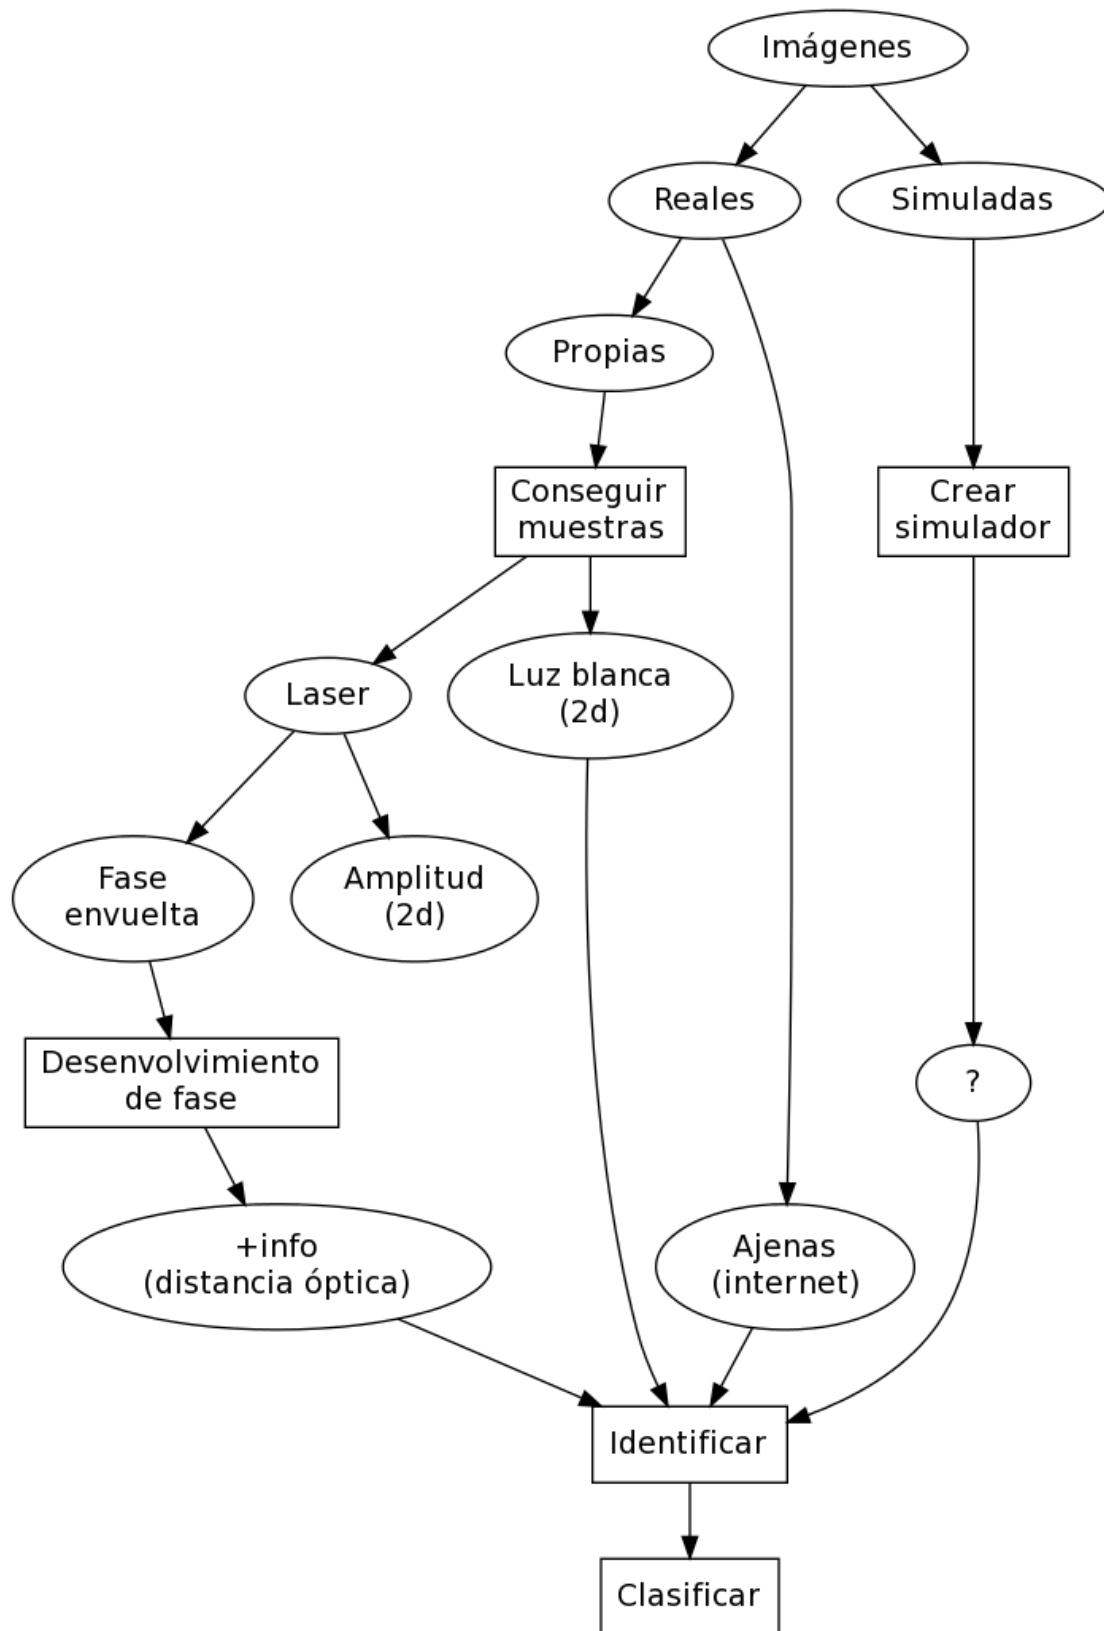 Imágenes
Reales
Simuladas
Propias
Conseguir
muestras
Crear
simulador
Laser
Luz blanca
(2d)
Fase
envuelta
Amplitud
(2d)
Desenvolvimiento
de fase
?
+info
(distancia óptica)
Ajenas
(internet)
Identificar
Clasificar